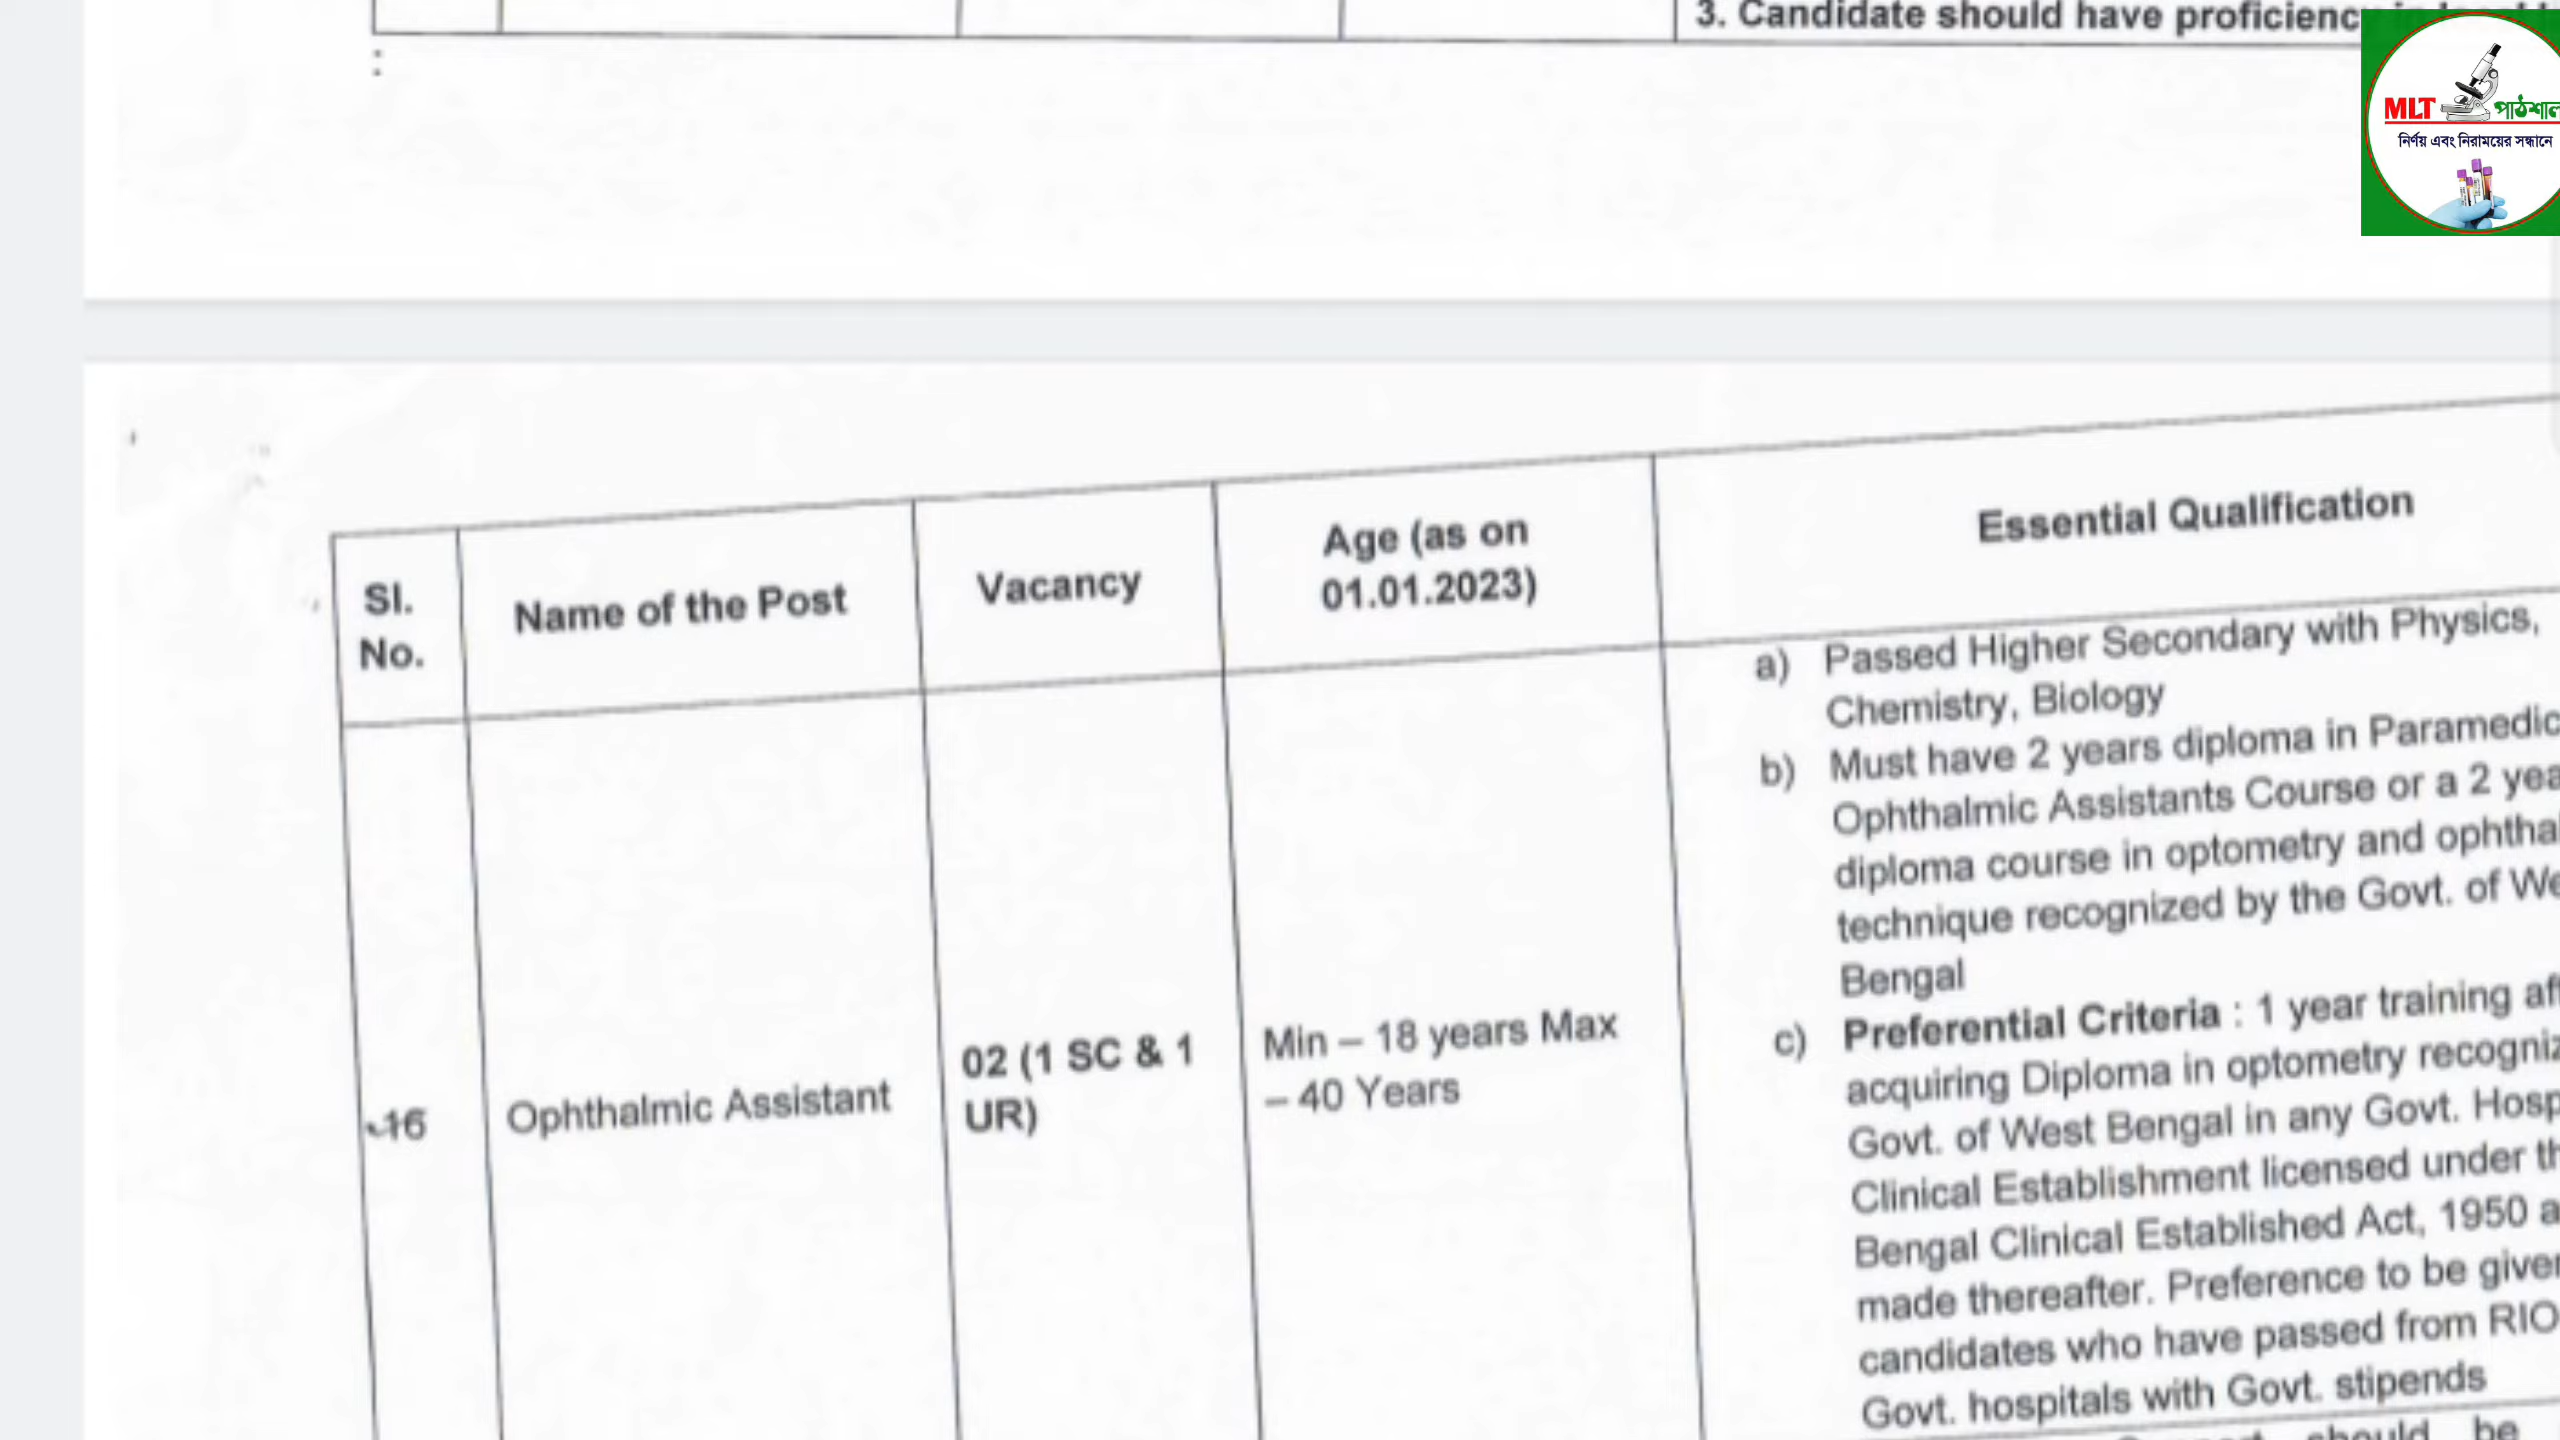 3. Candidate should have
MLT পাঠশাল
নির্ণয় এবং নিরাময়ের সন্ধানে
Sl. No.
Name of the Post
Vacancy
Age (as on
01.01.2023)
Essential Qualification
16
Ophthalmic Assistant
02 (1 SC & 1
UR)
Min – 18 years Max
– 40 Years
a) Passed Higher Secondary with Physics,
Chemistry, Biology
b) Must have 2 years diploma in Paramedic
Ophthalmic Assistants Course or a 2 yea
diploma course in optometry and ophthal
technique recognized by the Govt. of We
Bengal
c) Preferential Criteria : 1 year training aft
acquiring Diploma in optometry recogniz
Govt. of West Bengal in any Govt. Hosp
Clinical Establishment licensed under th
Bengal Clinical Established Act, 1950 a
made thereafter. Preference to be given
candidates who have passed from RIO
Govt. hospitals with Govt. stipends
should be